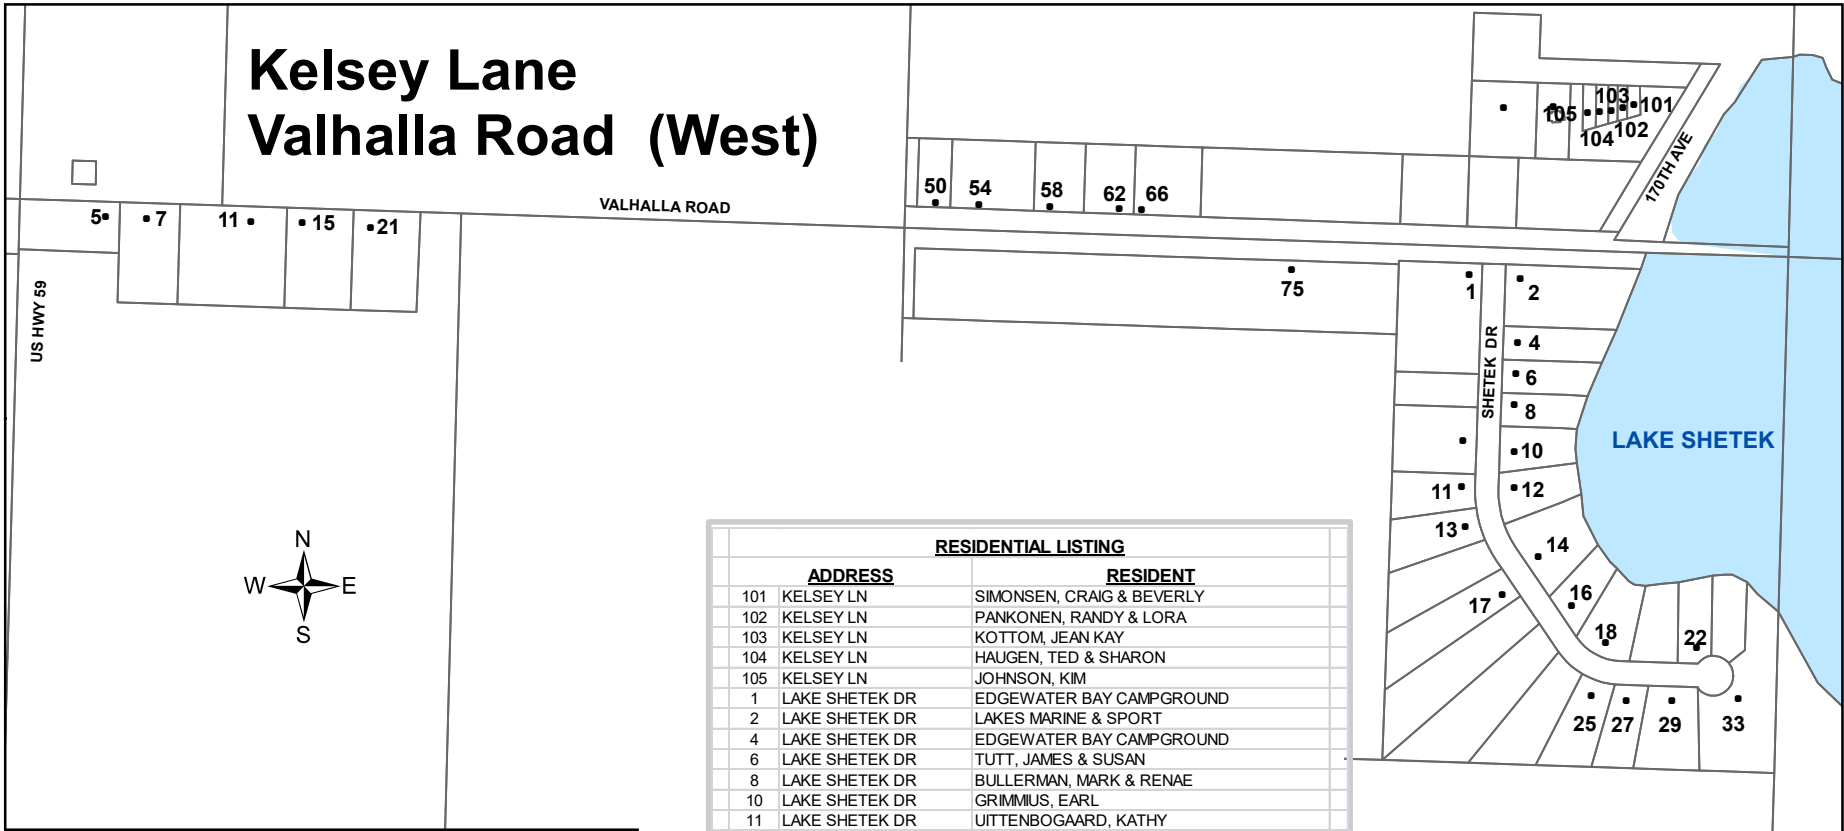 Kelsey Lane
Valhalla Road (West)
103
101
105
104
102
170TH AVE
50
54
58
62
66
VALHALLA ROAD
5
7
11
15
21
75
1
2
US HWY 59
SHETEK DR
4
6
8
LAKE SHETEK
10
11
12
13
14
16
17
18
22
25
27
29
33
N
W
E
S
RESIDENTIAL LISTING
ADDRESS RESIDENT
101 KELSEY LN SIMONSEN, CRAIG & BEVERLY
102 KELSEY LN PANKONEN, RANDY & LORA
103 KELSEY LN KOTTOM, JEAN KAY
104 KELSEY LN HAUGEN, TED & SHARON
105 KELSEY LN JOHNSON, KIM
1 LAKE SHETEK DR EDGEWATER BAY CAMPGROUND
2 LAKE SHETEK DR LAKES MARINE & SPORT
4 LAKE SHETEK DR EDGEWATER BAY CAMPGROUND
6 LAKE SHETEK DR TUTT, JAMES & SUSAN
8 LAKE SHETEK DR BULLERMAN, MARK & RENAE
10 LAKE SHETEK DR GRIMMIUS, EARL
11 LAKE SHETEK DR UITTENBOGAARD, KATHY